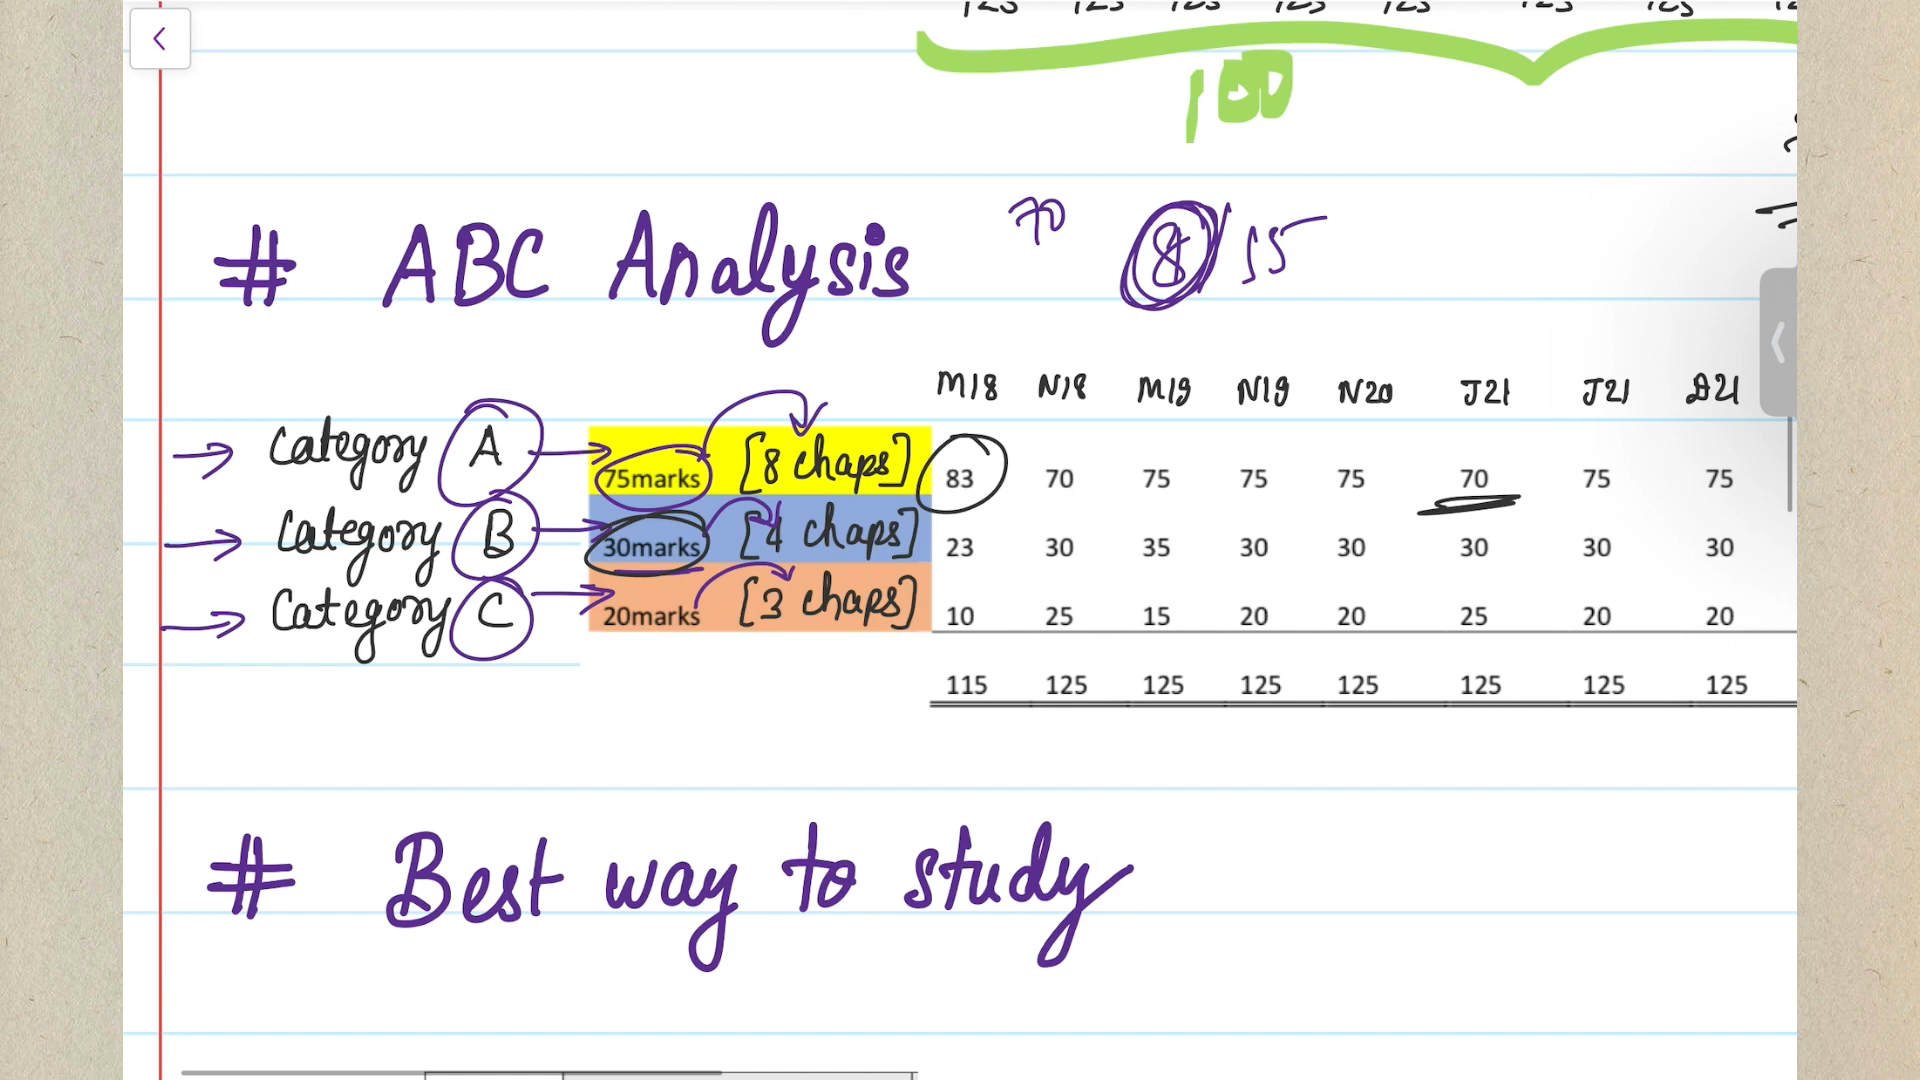 100
# ABC Analysis 70 8/15
M18 N18 M19 N19 N20 J21 J21 D21
Category A 75marks [8 chaps] 83 70 75 75 75 70 75 75
Category B 30marks [4 chaps] 23 30 35 30 30 30 30 30
Category C 20marks [3 chaps] 10 25 15 20 20 25 20 20
115 125 125 125 125 125 125 125
# Best way to study